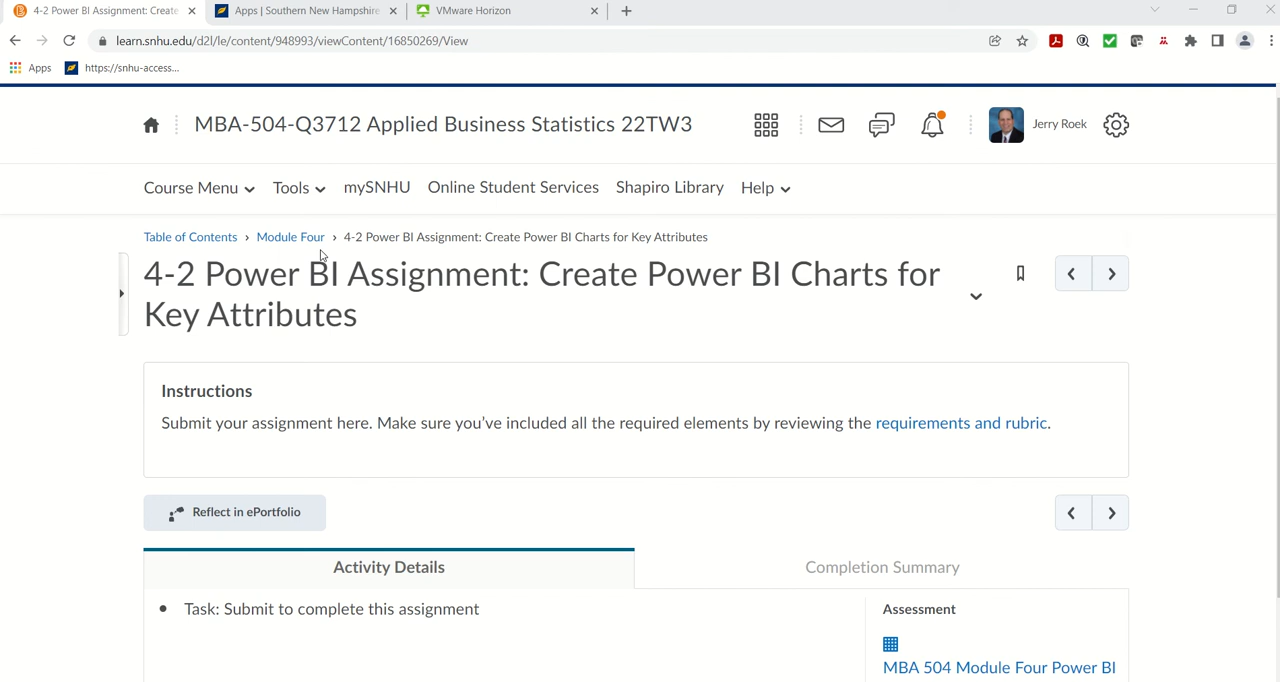 4-2 Power BI Assignment: Create
Apps | Southern New Hampshire
VMware Horizon
learn.snhu.edu/d2l/le/content/948993/viewContent/16850269/View
Apps
https://snhu-access...
MBA-504-Q3712 Applied Business Statistics 22TW3
Jerry Roek
Course Menu
Tools
mySNHU
Online Student Services
Shapiro Library
Help
Table of Contents › Module Four › 4-2 Power BI Assignment: Create Power BI Charts for Key Attributes
4-2 Power BI Assignment: Create Power BI Charts for
Key Attributes
Instructions
Submit your assignment here. Make sure you've included all the required elements by reviewing the requirements and rubric.
Reflect in ePortfolio
Activity Details
Completion Summary
Task: Submit to complete this assignment
Assessment
MBA 504 Module Four Power BI